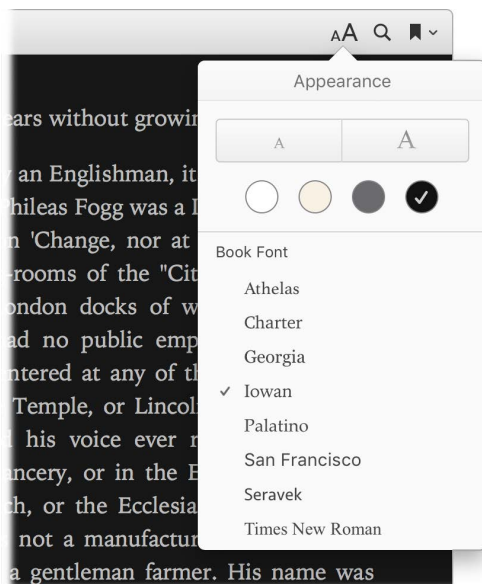 AA
Appearance
A A
ears without
an Englishman, it
Phileas Fogg was a
'Change, nor at
-rooms of the "Cit
ondon docks of
ad no public emp
ntered at any of
Temple, or Lincol
his voice ever
ancery, or in the
ch, or the Ecclesia
not a manufactur
a gentleman farmer. His name was
Book Font
Athelas
Charter
Georgia
Iowan
Palatino
San Francisco
Seravek
Times New Roman